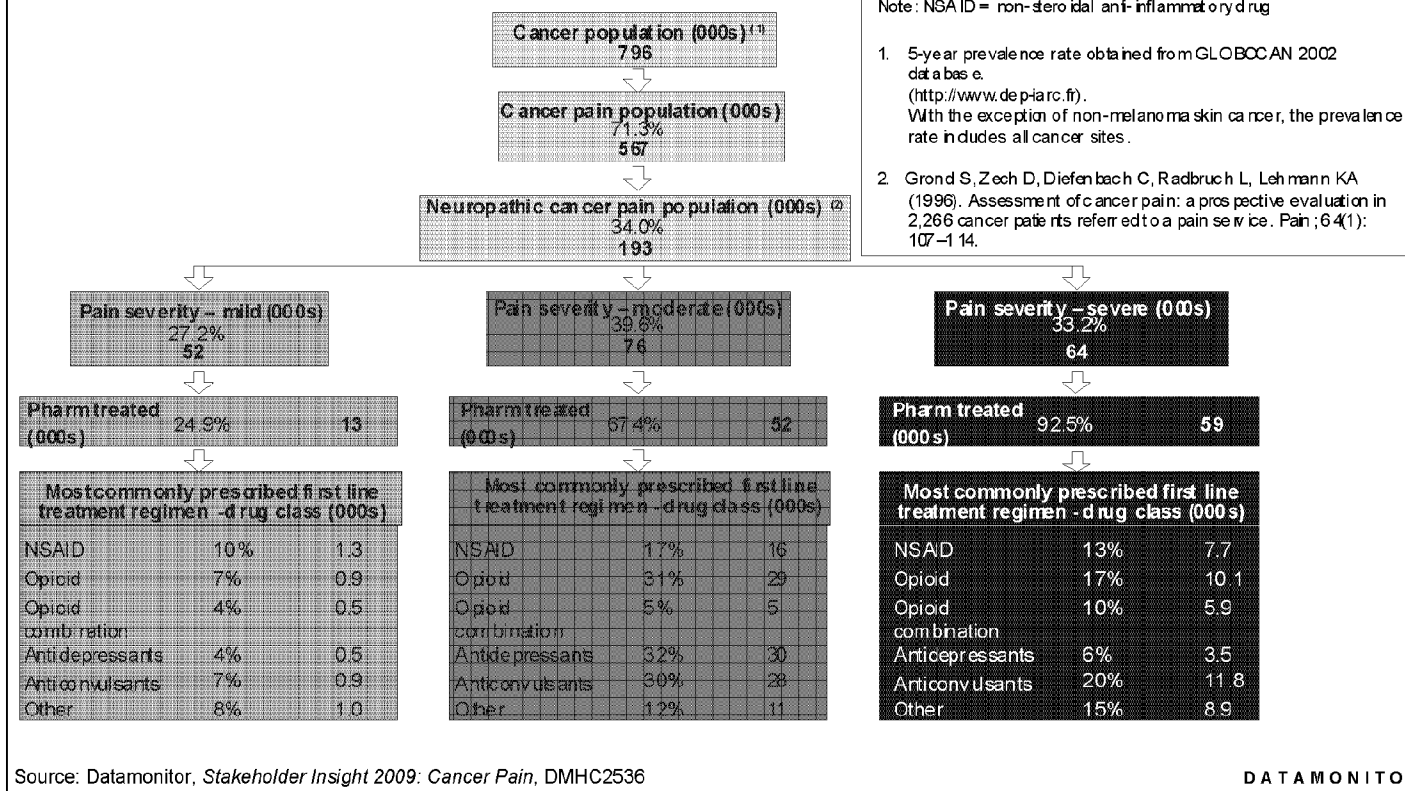 Cancer population (000s) (1)
796
Cancer pain population (000s)
71.3%
567
Neuropathic cancer pain population (000s) (2)
34.0%
193
Note: NSAID = non-steroidal anti-inflammatory drug
1. 5-year prevalence rate obtained from GLOBOCAN 2002
database.
(http://www.dep-iarc.fr).
With the exception of non-melanoma skin cancer, the prevalence
rate includes all cancer sites.
2. Grond S, Zech D, Diefenbach C, Radbruch L, Lehmann KA
(1996). Assessment of cancer pain: a prospective evaluation in
2,266 cancer patients referred to a pain service. Pain; 64(1):
107–114.
Pain severity – mild (000s)
27.2%
52
Pharm treated
(000s) 24.9% 13
Most commonly prescribed first line
treatment regimen - drug class (000s)
NSAID 10% 1.3
Opioid 7% 0.9
Opioid 4% 0.5
combination
Antidepressants 4% 0.5
Anticonvulsants 7% 0.9
Other 8% 1.0
Pain severity – moderate (000s)
39.6%
76
Pharm treated
(000s) 67.4% 52
Most commonly prescribed first line
treatment regimen - drug class (000s)
NSAID 17% 16
Opioid 31% 29
Opioid 5% 5
combination
Antidepressants 32% 30
Anticonvulsants 30% 28
Other 12% 11
Pain severity – severe (000s)
33.2%
64
Pharm treated
(000s) 92.5% 59
Most commonly prescribed first line
treatment regimen - drug class (000s)
NSAID 13% 7.7
Opioid 17% 10.1
Opioid 10% 5.9
combination
Antidepressants 6% 3.5
Anticonvulsants 20% 11.8
Other 15% 8.9
Source: Datamonitor, Stakeholder Insight 2009: Cancer Pain, DMHC2536
DATAMONITO